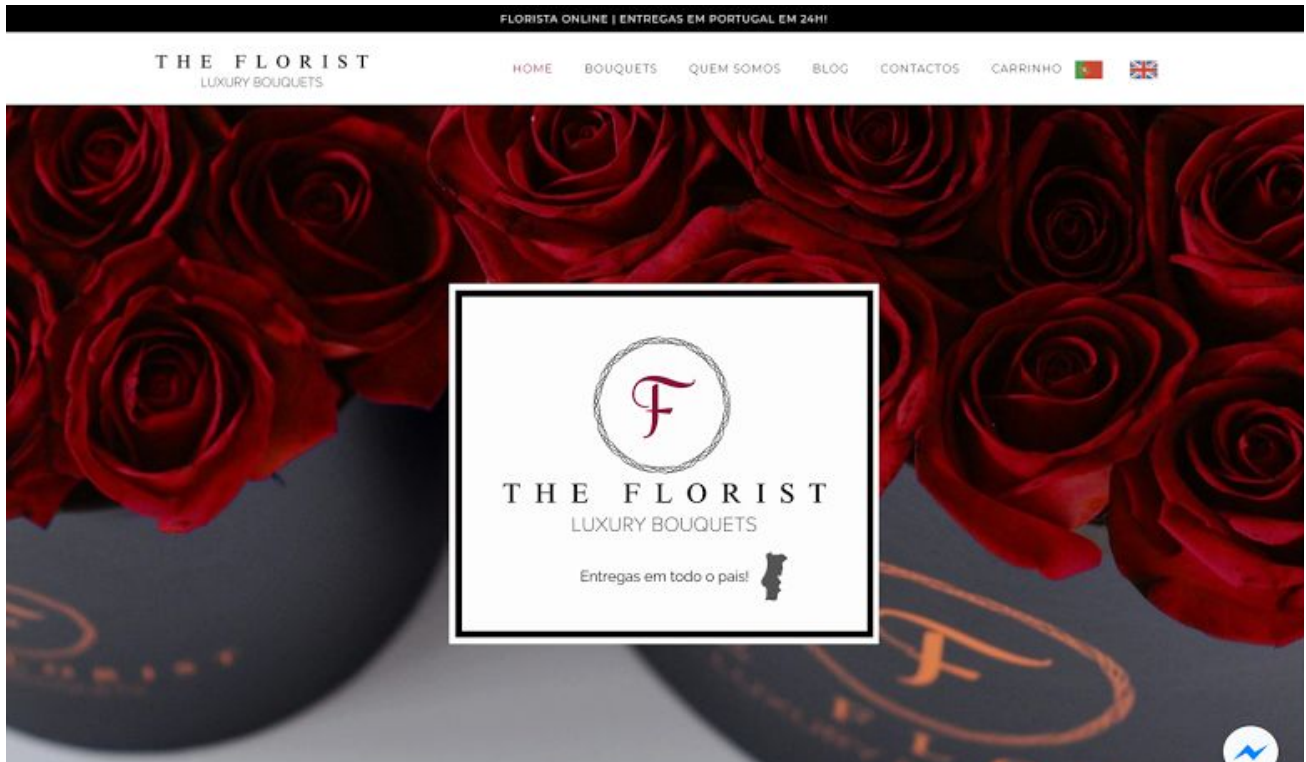 FLORISTA ONLINE | ENTREGAS EM PORTUGAL EM 24H!
THE FLORIST
LUXURY BOUQUETS
HOME BOUQUETS QUEM SOMOS BLOG CONTACTOS CARRINHO
F
THE FLORIST
LUXURY BOUQUETS
Entregas em todo o pais!
F